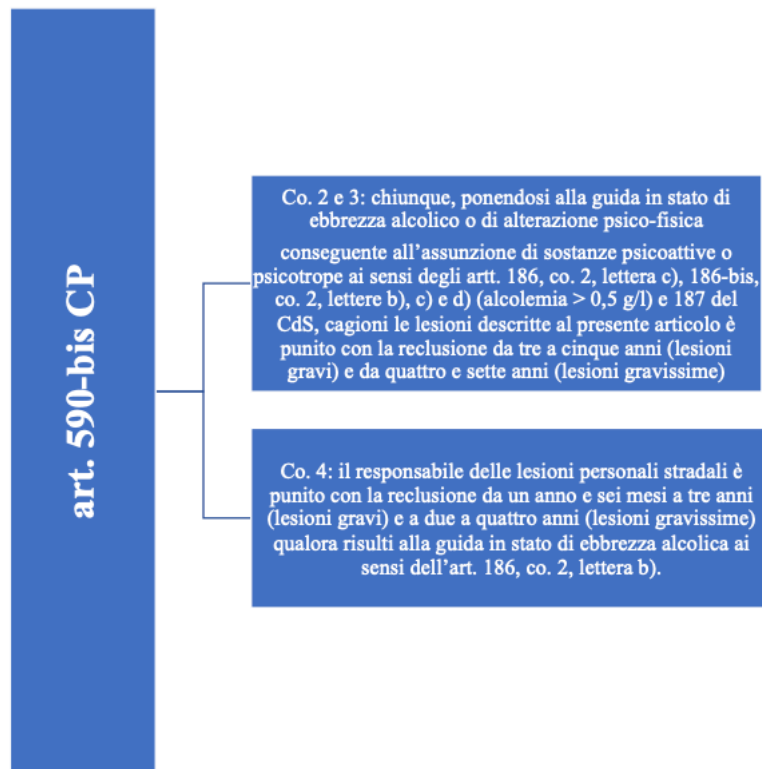 art. 590-bis CP
Co. 2 e 3: chiunque, ponendosi alla guida in stato di
ebbrezza alcolico o di alterazione psico-fisica
conseguente all’assunzione di sostanze psicoattive o
psicotrope ai sensi degli artt. 186, co. 2, lettera c), 186-bis,
co. 2, lettere b), c) e d) (alcolemia > 0,5 g/l) e 187 del
CdS, cagioni le lesioni descritte al presente articolo è
punito con la reclusione da tre a cinque anni (lesioni
gravi) e da quattro e sette anni (lesioni gravissime)
Co. 4: il responsabile delle lesioni personali stradali è
punito con la reclusione da un anno e sei mesi a tre anni
(lesioni gravi) e a due a quattro anni (lesioni gravissime)
qualora risulti alla guida in stato di ebbrezza alcolica ai
sensi dell’art. 186, co. 2, lettera b).